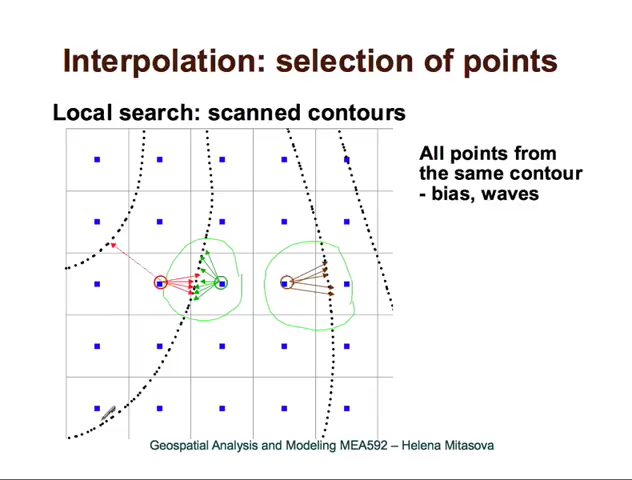 Interpolation: selection of points
Local search: scanned contours
All points from
the same contour
- bias, waves
Geospatial Analysis and Modeling MEA592 – Helena Mitasova